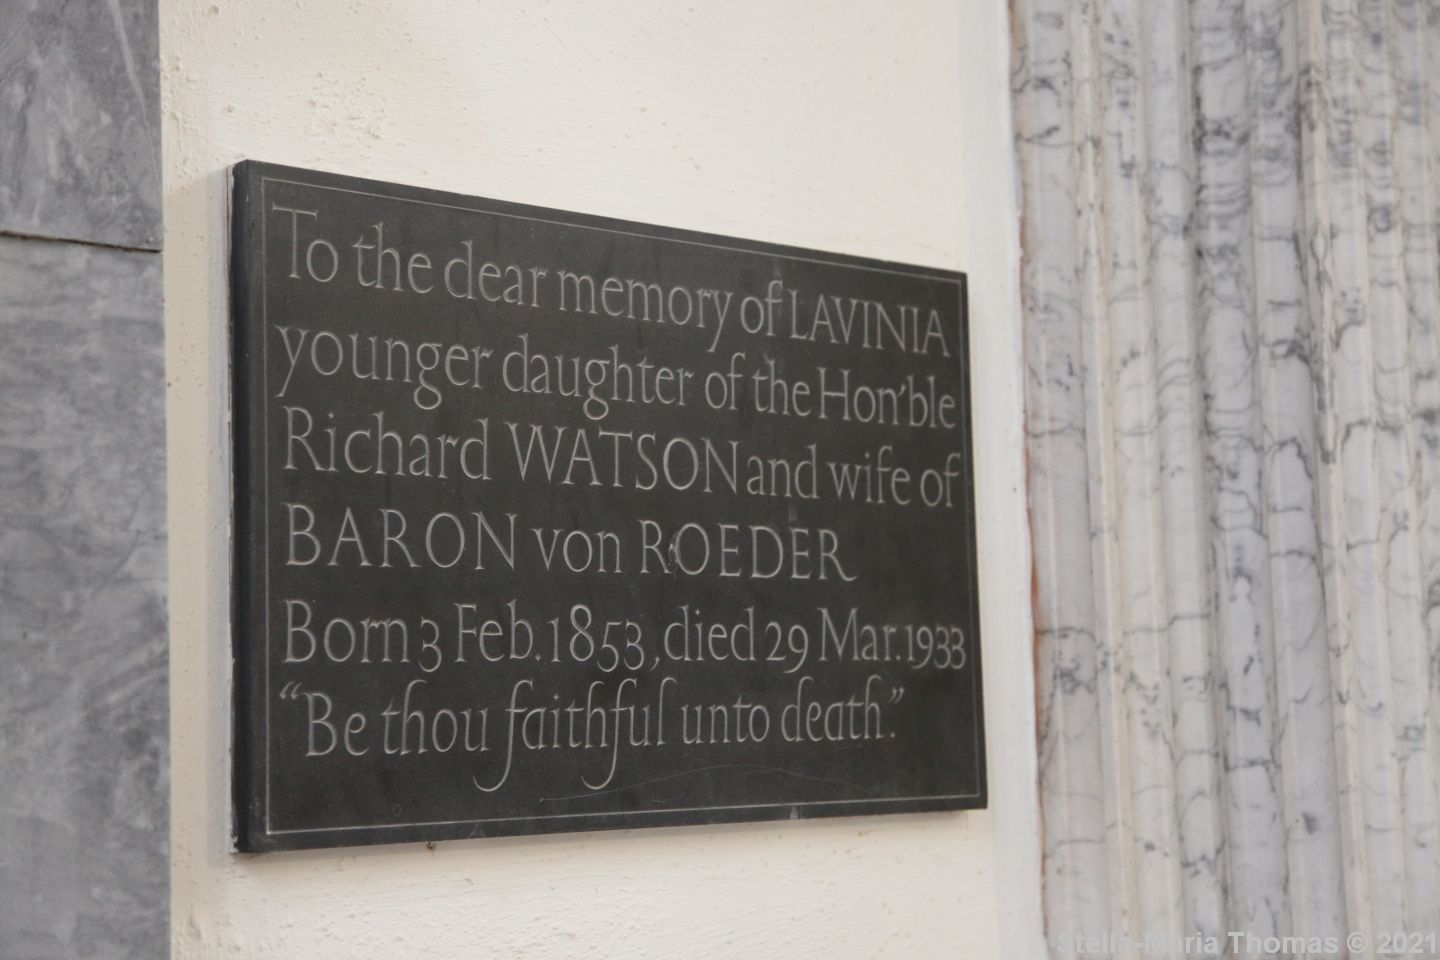 To the dear memory of LAVINIA
younger daughter of the Hon'ble
Richard WATSON and wife of
BARON von ROEDER
Born 3 Feb. 1853, died 29 Mar. 1933
“Be thou faithful unto death.”
Stella-Maria Thomas © 2021